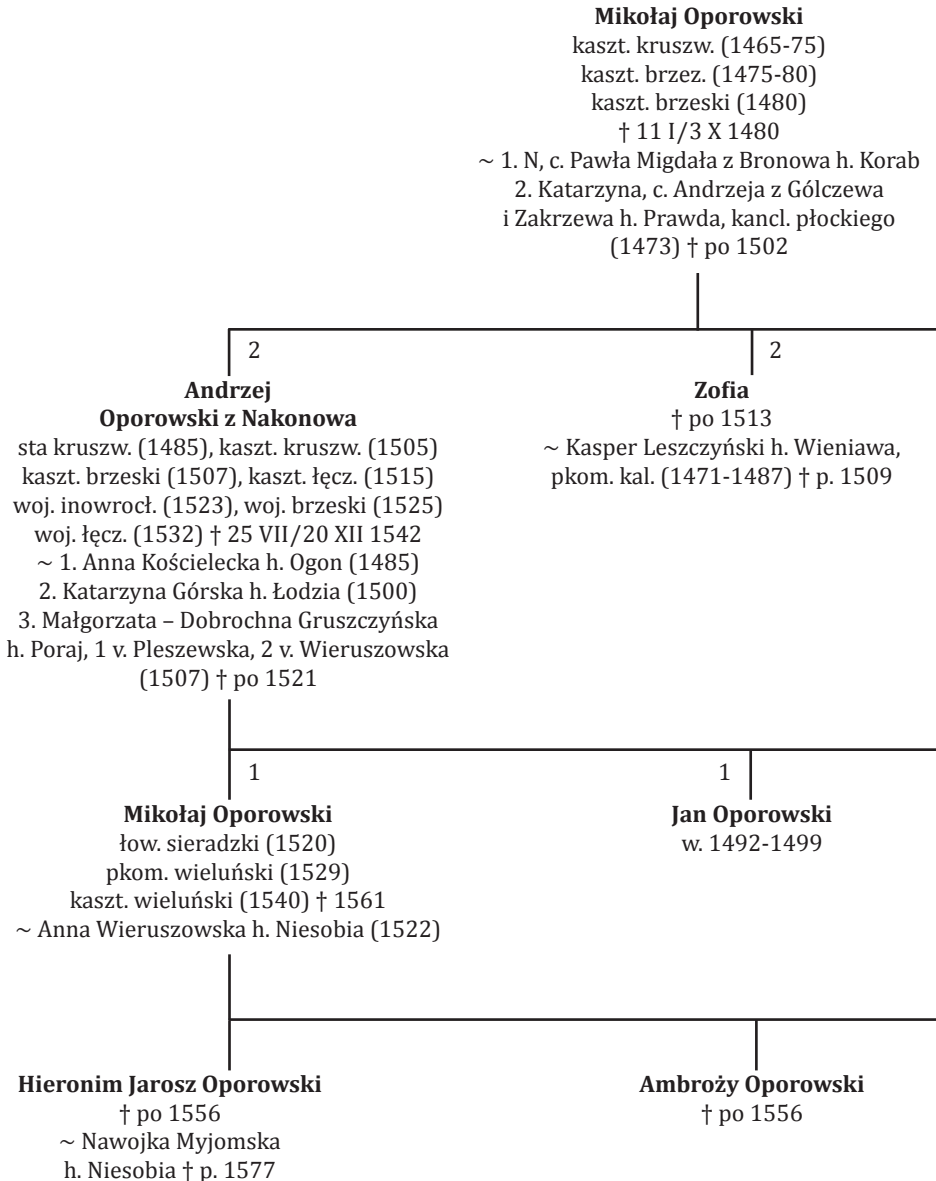 Mikołaj Oporowski
kaszt. kruszw. (1465-75)
kaszt. brzez. (1475-80)
kaszt. brzeski (1480)
† 11 I/3 X 1480
~ 1. N, c. Pawła Migdała z Bronowa h. Korab
2. Katarzyna, c. Andrzeja z Gólczewa
i Zakrzewa h. Prawda, kancl. płockiego
(1473) † po 1502
2
2
Andrzej
Oporowski z Nakonowa
sta kruszw. (1485), kaszt. kruszw. (1505)
kaszt. brzeski (1507), kaszt. łęcz. (1515)
woj. inowrocł. (1523), woj. brzeski (1525)
woj. łęcz. (1532) † 25 VII/20 XII 1542
~ 1. Anna Kościelecka h. Ogon (1485)
2. Katarzyna Górska h. Łodzia (1500)
3. Małgorzata – Dobrochna Gruszczyńska
h. Poraj, 1 v. Pleszewska, 2 v. Wieruszowska
(1507) † po 1521
Zofia
† po 1513
~ Kasper Leszczyński h. Wieniawa,
pkom. kal. (1471-1487) † p. 1509
1
1
Mikołaj Oporowski
łow. sieradzki (1520)
pkom. wieluński (1529)
kaszt. wieluński (1540) † 1561
~ Anna Wieruszowska h. Niesobia (1522)
Jan Oporowski
w. 1492-1499
Hieronim Jarosz Oporowski
† po 1556
~ Nawojka Myjomska
h. Niesobia † p. 1577
Ambroży Oporowski
† po 1556